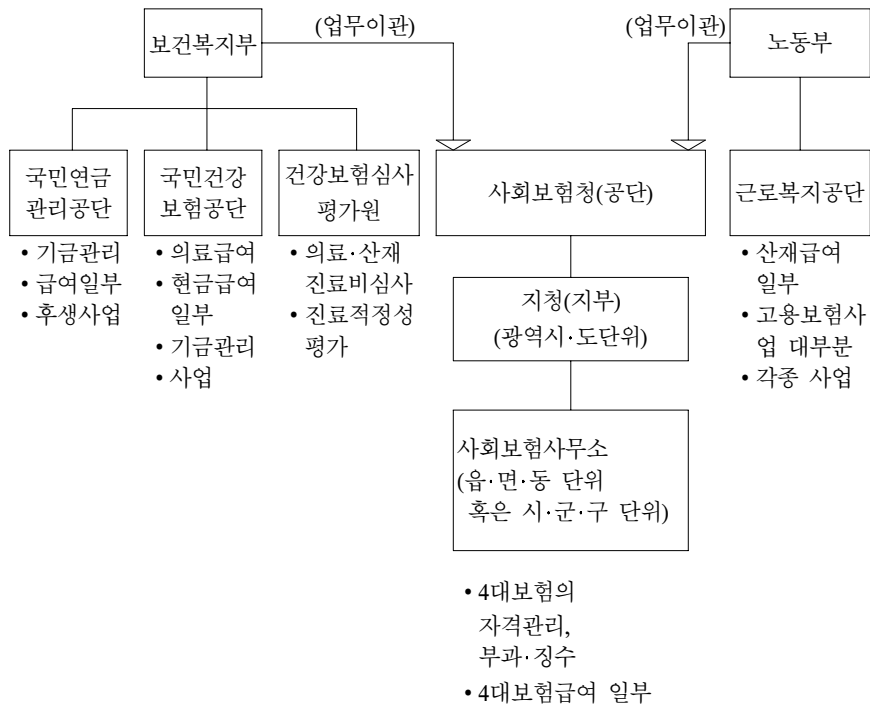 보건복지부
(업무이관)
(업무이관)
노동부
국민연금
관리공단
• 기금관리
• 급여일부
• 후생사업
국민건강
보험공단
• 의료급여
• 현금급여
일부
• 기금관리
• 사업
건강보험심사
평가원
• 의료·산재
진료비심사
• 진료적정성
평가
사회보험청(공단)
지청(지부)
(광역시·도단위)
사회보험사무소
(읍·면·동 단위
혹은 시·군·구 단위)
• 4대보험의
자격관리,
부과·징수
• 4대보험급여 일부
근로복지공단
• 산재급여
일부
• 고용보험사
업 대부분
• 각종 사업